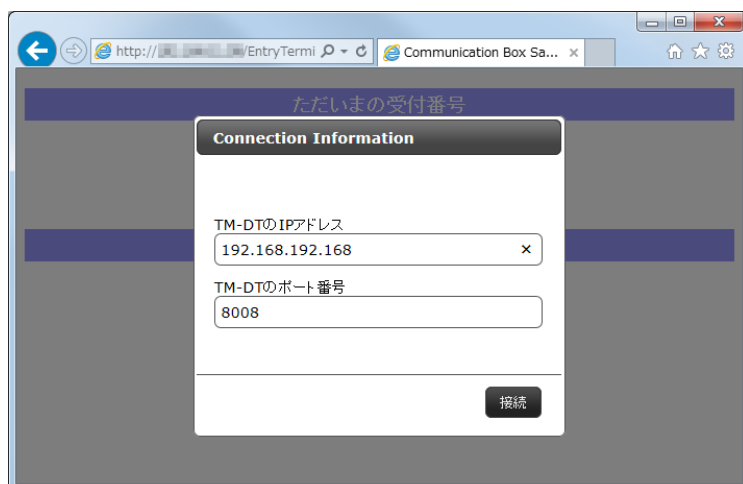 http:// /EntryTermi
Communication Box Sa...
ただいまの受付番号
Connection Information
TM-DTのIPアドレス
192.168.192.168
TM-DTのポート番号
8008
接続